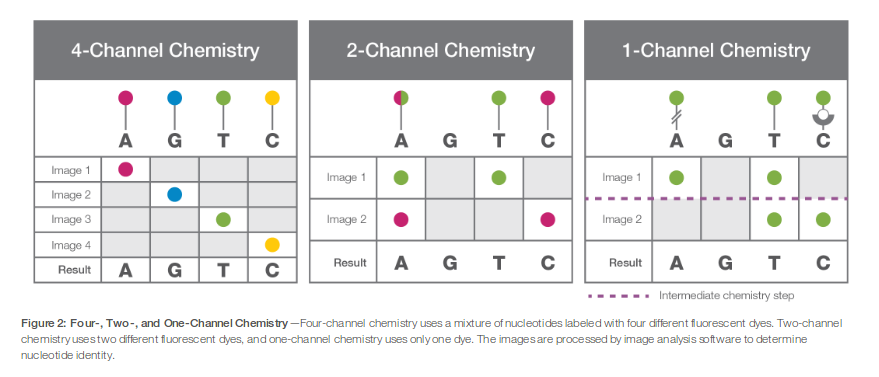 4-Channel Chemistry
A G T C
Image 1
Image 2
Image 3
Image 4
Result A G T C
2-Channel Chemistry
A G T C
Image 1
Image 2
Result A G T C
1-Channel Chemistry
A G T C
Image 1
Image 2
Result A G T C
Intermediate chemistry step
Figure 2: Four-, Two-, and One-Channel Chemistry—Four-channel chemistry uses a mixture of nucleotides labeled with four different fluorescent dyes. Two-channel
chemistry uses two different fluorescent dyes, and one-channel chemistry uses only one dye. The images are processed by image analysis software to determine
nucleotide identity.